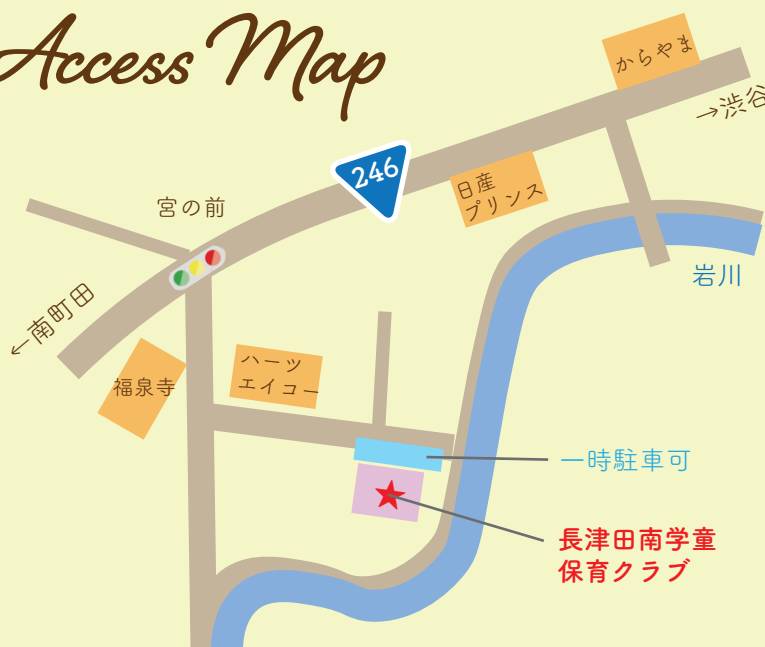 Access Map
からやま
→渋谷
246
日産
プリンス
宮の前
岩川
←南町田
ハーツ
エイコー
福泉寺
一時駐車可
長津田南学童
保育クラブ